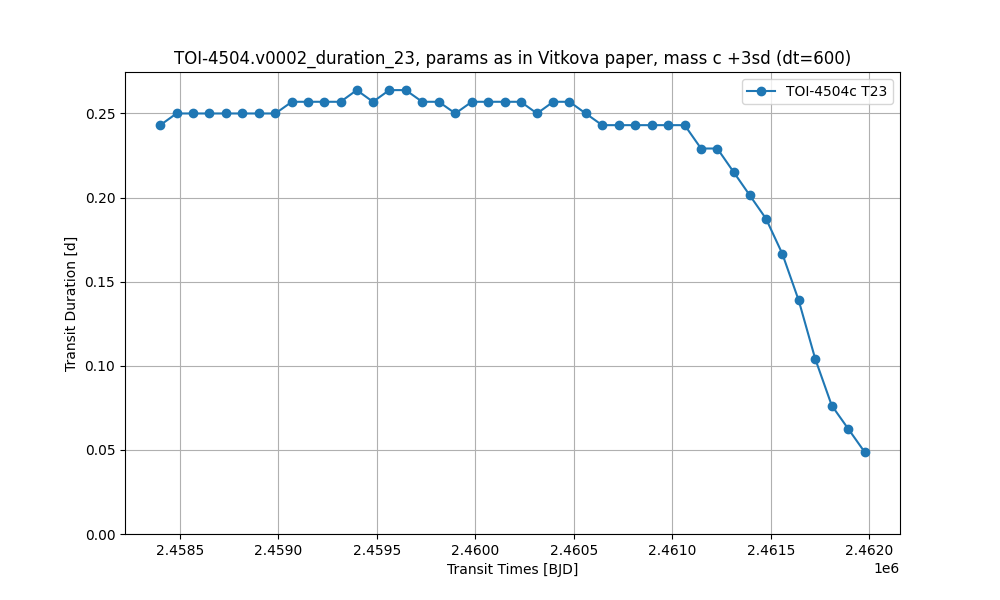 TOI-4504.v0002_duration_23, params as in Vitkova paper, mass c +3sd (dt=600)
TOI-4504c T23
0.25
0.20
0.15
0.10
0.05
0.00
Transit Duration [d]
2.4585 2.4590 2.4595 2.4600 2.4605 2.4610 2.4615 2.4620
1e6
Transit Times [BJD]